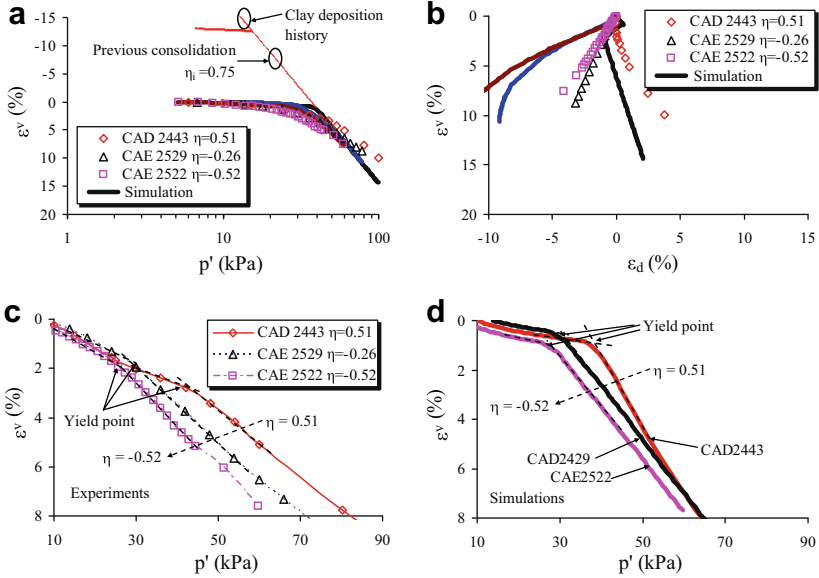 a
-15
-10
-5
0
5
10
15
20
εᵛ (%)
Clay deposition
history
Previous consolidation
ηi =0.75
CAD 2443 η=0.51
CAE 2529 η=-0.26
CAE 2522 η=-0.52
Simulation
1
10
100
p' (kPa)
b
0
5
10
15
20
εᵛ (%)
CAD 2443 η=0.51
CAE 2529 η=-0.26
CAE 2522 η=-0.52
Simulation
-10
-5
0
5
10
15
εd (%)
c
0
2
4
6
8
εᵛ (%)
CAD 2443 η=0.51
CAE 2529 η=-0.26
CAE 2522 η=-0.52
Yield point
η = 0.51
η = -0.52
Experiments
10
30
50
70
90
p' (kPa)
d
0
2
4
6
8
εᵛ (%)
Yield point
η = 0.51
η = -0.52
CAD2443
CAD2429
CAE2522
Simulations
10
30
50
70
90
p' (kPa)